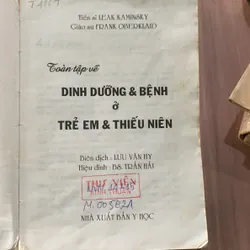 Tiến sĩ LEAK KAMINSKY
Giáo sư FRANK OBERKLAID
Toàn tập về
DINH DƯỠNG & BỆNH
Ở
TRẺ EM & THIẾU NIÊN
Biên dịch : LƯU VĂN HY
Hiệu đính : BS. TRẦN HẢI
THƯ VIỆN
M.005021
NHÀ XUẤT BẢN Y HỌC